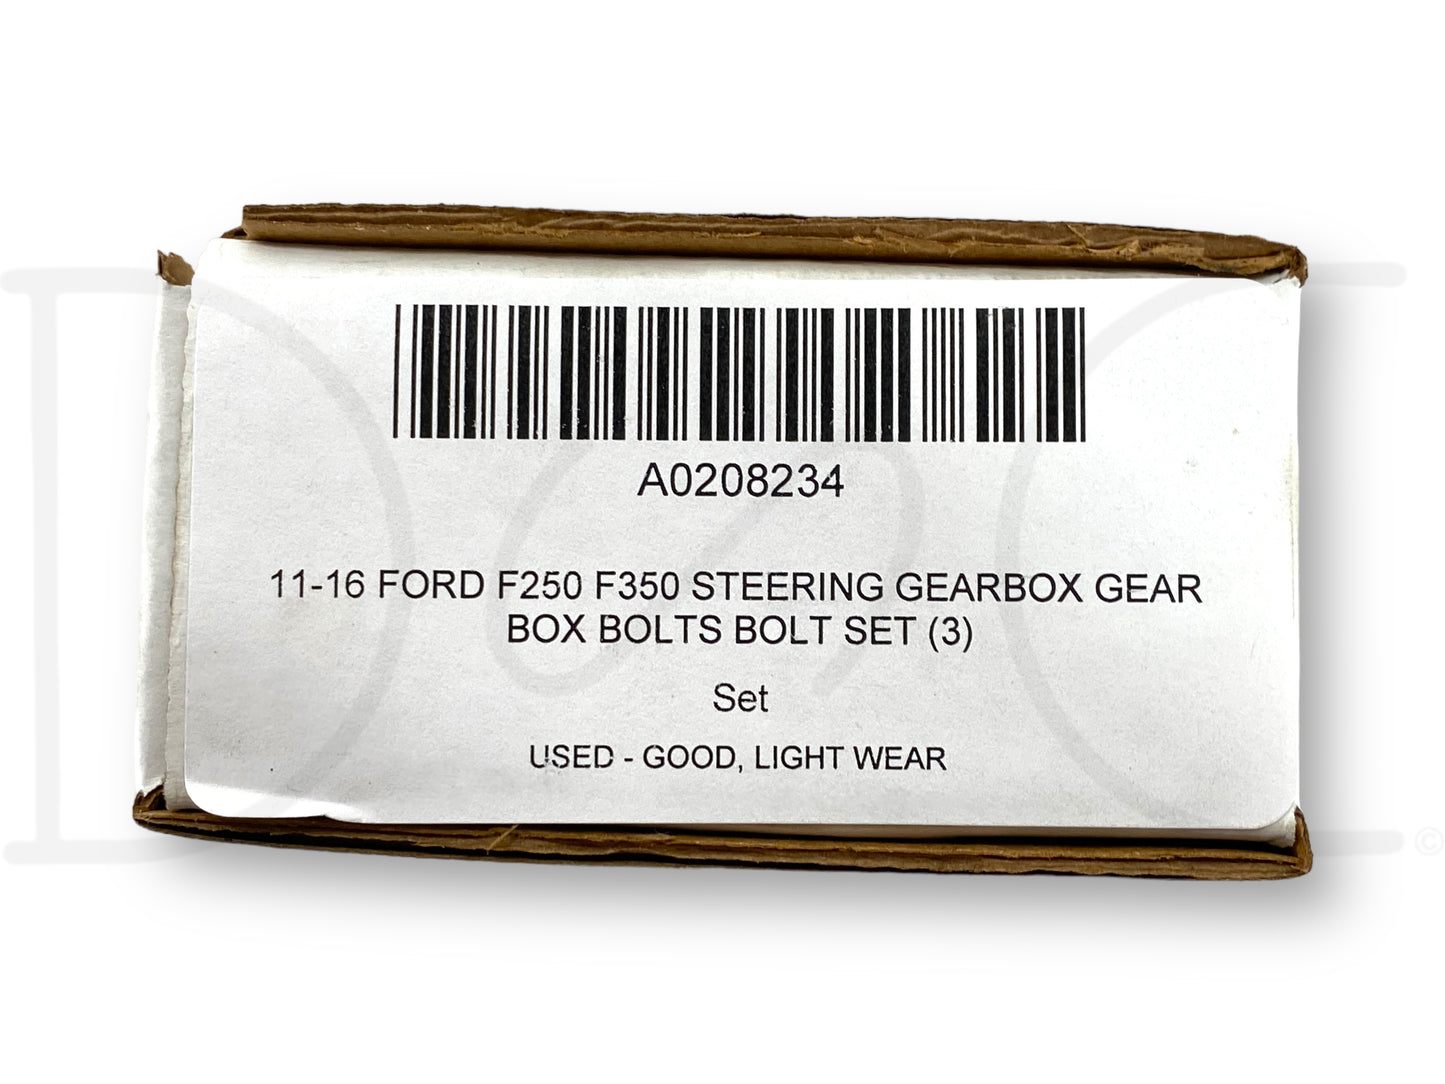 A0208234
11-16 FORD F250 F350 STEERING GEARBOX GEAR
BOX BOLTS BOLT SET (3)
Set
USED - GOOD, LIGHT WEAR
©